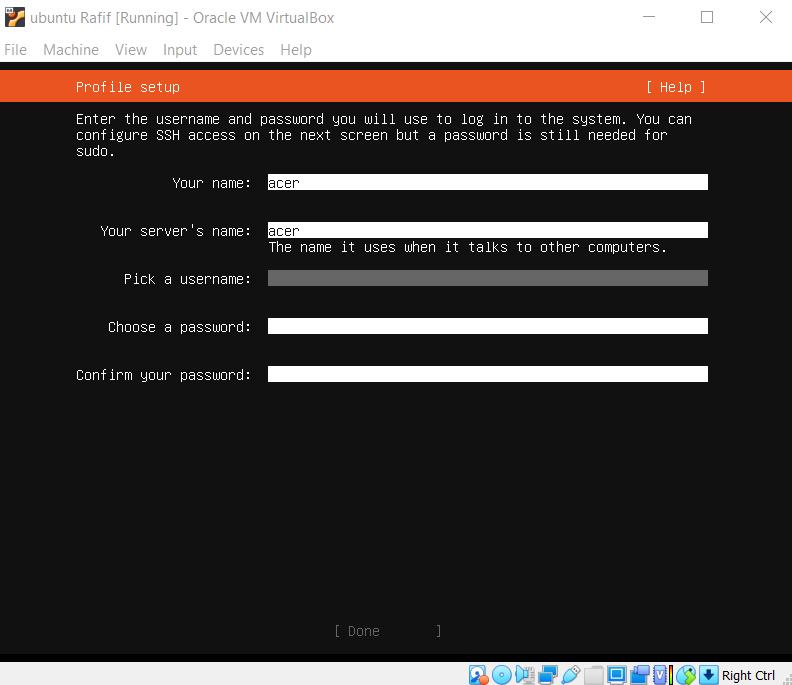 ubuntu Rafif [Running] - Oracle VM VirtualBox
File Machine View Input Devices Help
Profile setup [ Help ]
Enter the username and password you will use to log in to the system. You can
configure SSH access on the next screen but a password is still needed for
sudo.
Your name: acer
Your server's name: acer
The name it uses when it talks to other computers.
Pick a username:
Choose a password:
Confirm your password:
[ Done ]
Right Ctrl